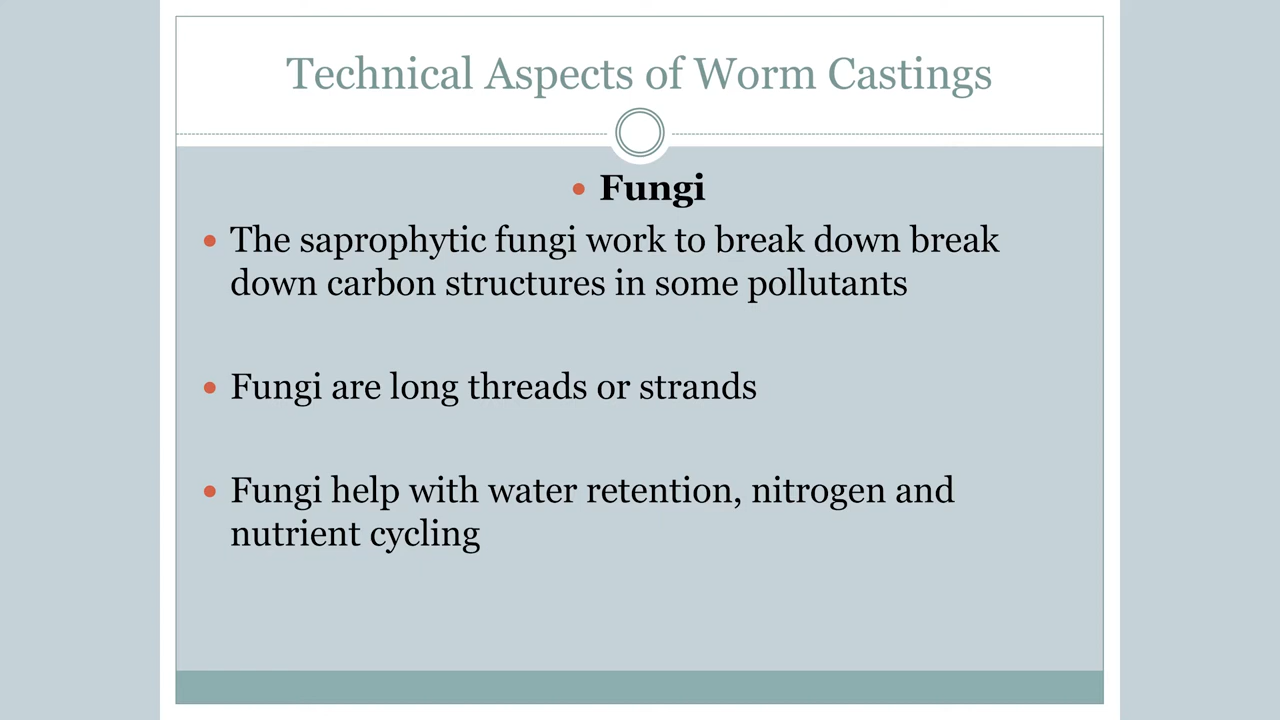 Technical Aspects of Worm Castings
• Fungi
• The saprophytic fungi work to break down break
down carbon structures in some pollutants
• Fungi are long threads or strands
• Fungi help with water retention, nitrogen and
nutrient cycling